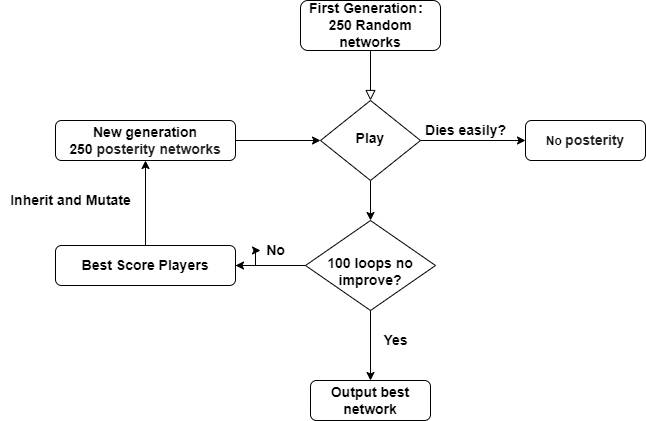 First Generation:
250 Random
networks
New generation
250 posterity networks
Play
Dies easily?
No posterity
Inherit and Mutate
Best Score Players
No
100 loops no
improve?
Yes
Output best
network